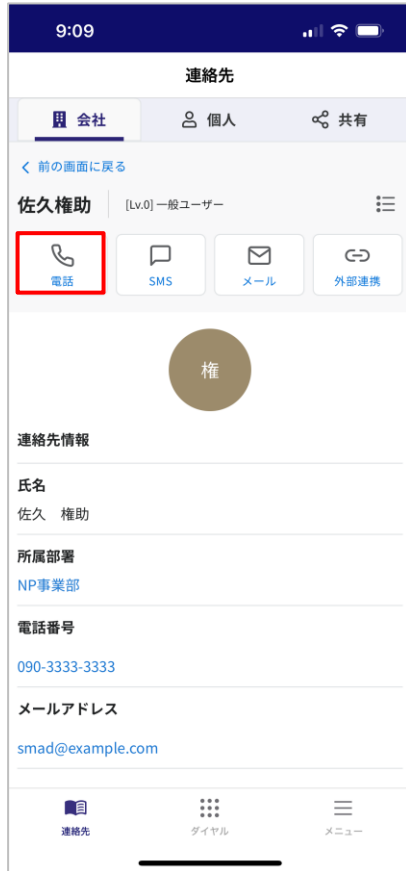 9:09
連絡先
会社 個人 共有
前の画面に戻る
佐久権助 [Lv.0] 一般ユーザー
電話 SMS メール 外部連携
権
連絡先情報
氏名
佐久 権助
所属部署
NP事業部
電話番号
090-3333-3333
メールアドレス
smad@example.com
連絡先 ダイヤル メニュー